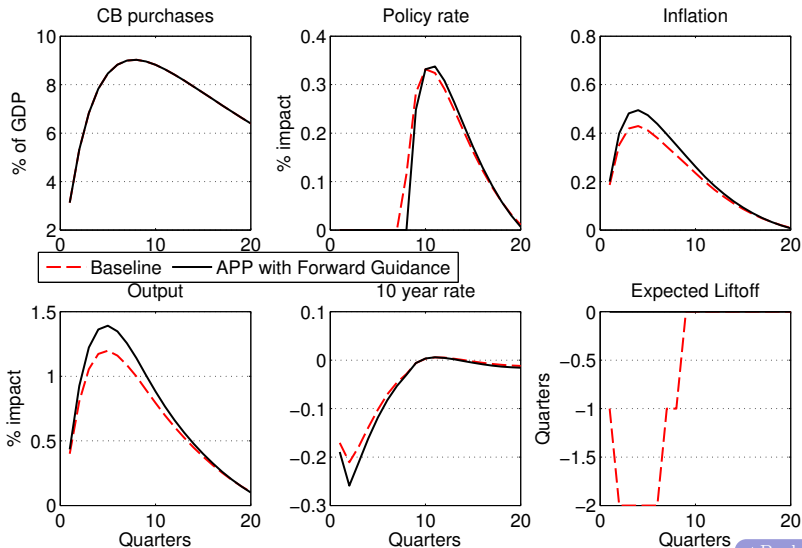 CB purchases
% of GDP
10
8
6
4
2
0 10 20
Policy rate
% impact
0.4
0.3
0.2
0.1
0
0 10 20
Inflation
0.8
0.6
0.4
0.2
0
0 10 20
Baseline APP with Forward Guidance
Output
% impact
1.5
1
0.5
0
0 10 20
Quarters
10 year rate
0.1
0
−0.1
−0.2
−0.3
0 10 20
Quarters
Expected Liftoff
Quarters
0
−0.5
−1
−1.5
−2
0 10 20
Quarters